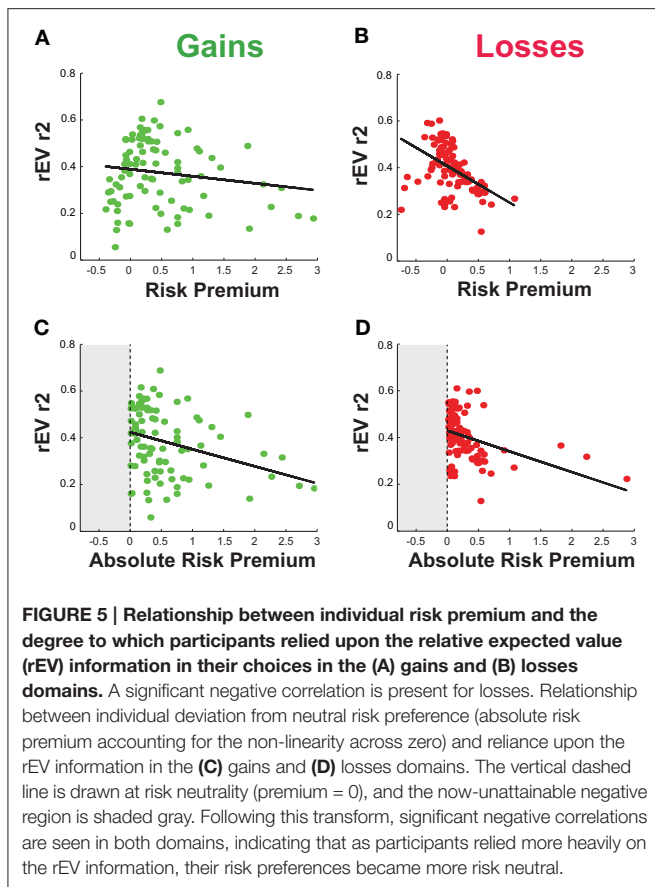 A
Gains
B
Losses
0.8
0.6
0.4
0.2
0
rEV r2
-0.5 0 0.5 1 1.5 2 2.5 3
Risk Premium
0.8
0.6
0.4
0.2
0
rEV r2
-0.5 0 0.5 1 1.5 2 2.5 3
Risk Premium
C
0.8
0.6
0.4
0.2
0
rEV r2
-0.5 0 0.5 1 1.5 2 2.5 3
Absolute Risk Premium
D
0.8
0.6
0.4
0.2
0
rEV r2
-0.5 0 0.5 1 1.5 2 2.5 3
Absolute Risk Premium
FIGURE 5 | Relationship between individual risk premium and the
degree to which participants relied upon the relative expected value
(rEV) information in their choices in the (A) gains and (B) losses
domains. A significant negative correlation is present for losses. Relationship
between individual deviation from neutral risk preference (absolute risk
premium accounting for the non-linearity across zero) and reliance upon the
rEV information in the (C) gains and (D) losses domains. The vertical dashed
line is drawn at risk neutrality (premium = 0), and the now-unattainable negative
region is shaded gray. Following this transform, significant negative correlations
are seen in both domains, indicating that as participants relied more heavily on
the rEV information, their risk preferences became more risk neutral.